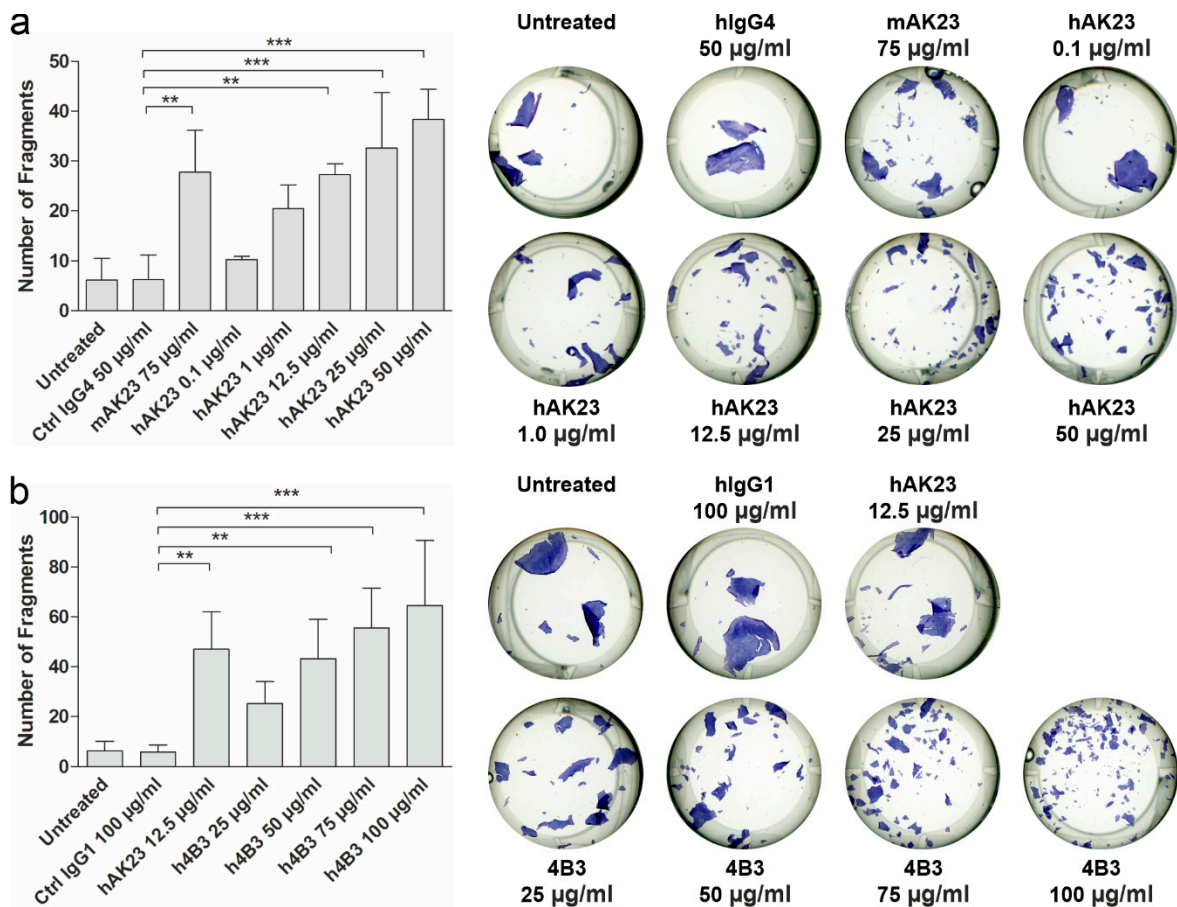 a
Number of Fragments
50
40
30
20
10
0
***
***
**
**
Untreated
Ctrl IgG4 50 µg/ml
mAK23 75 µg/ml
hAK23 0.1 µg/ml
hAK23 1 µg/ml
hAK23 12.5 µg/ml
hAK23 25 µg/ml
hAK23 50 µg/ml
Untreated
hIgG4
50 µg/ml
mAK23
75 µg/ml
hAK23
0.1 µg/ml
hAK23
1.0 µg/ml
hAK23
12.5 µg/ml
hAK23
25 µg/ml
hAK23
50 µg/ml
b
Number of Fragments
100
80
60
40
20
0
***
***
**
**
Untreated
Ctrl IgG1 100 µg/ml
hAK23 12.5 µg/ml
h4B3 25 µg/ml
h4B3 50 µg/ml
h4B3 75 µg/ml
h4B3 100 µg/ml
Untreated
hIgG1
100 µg/ml
hAK23
12.5 µg/ml
4B3
25 µg/ml
4B3
50 µg/ml
4B3
75 µg/ml
4B3
100 µg/ml